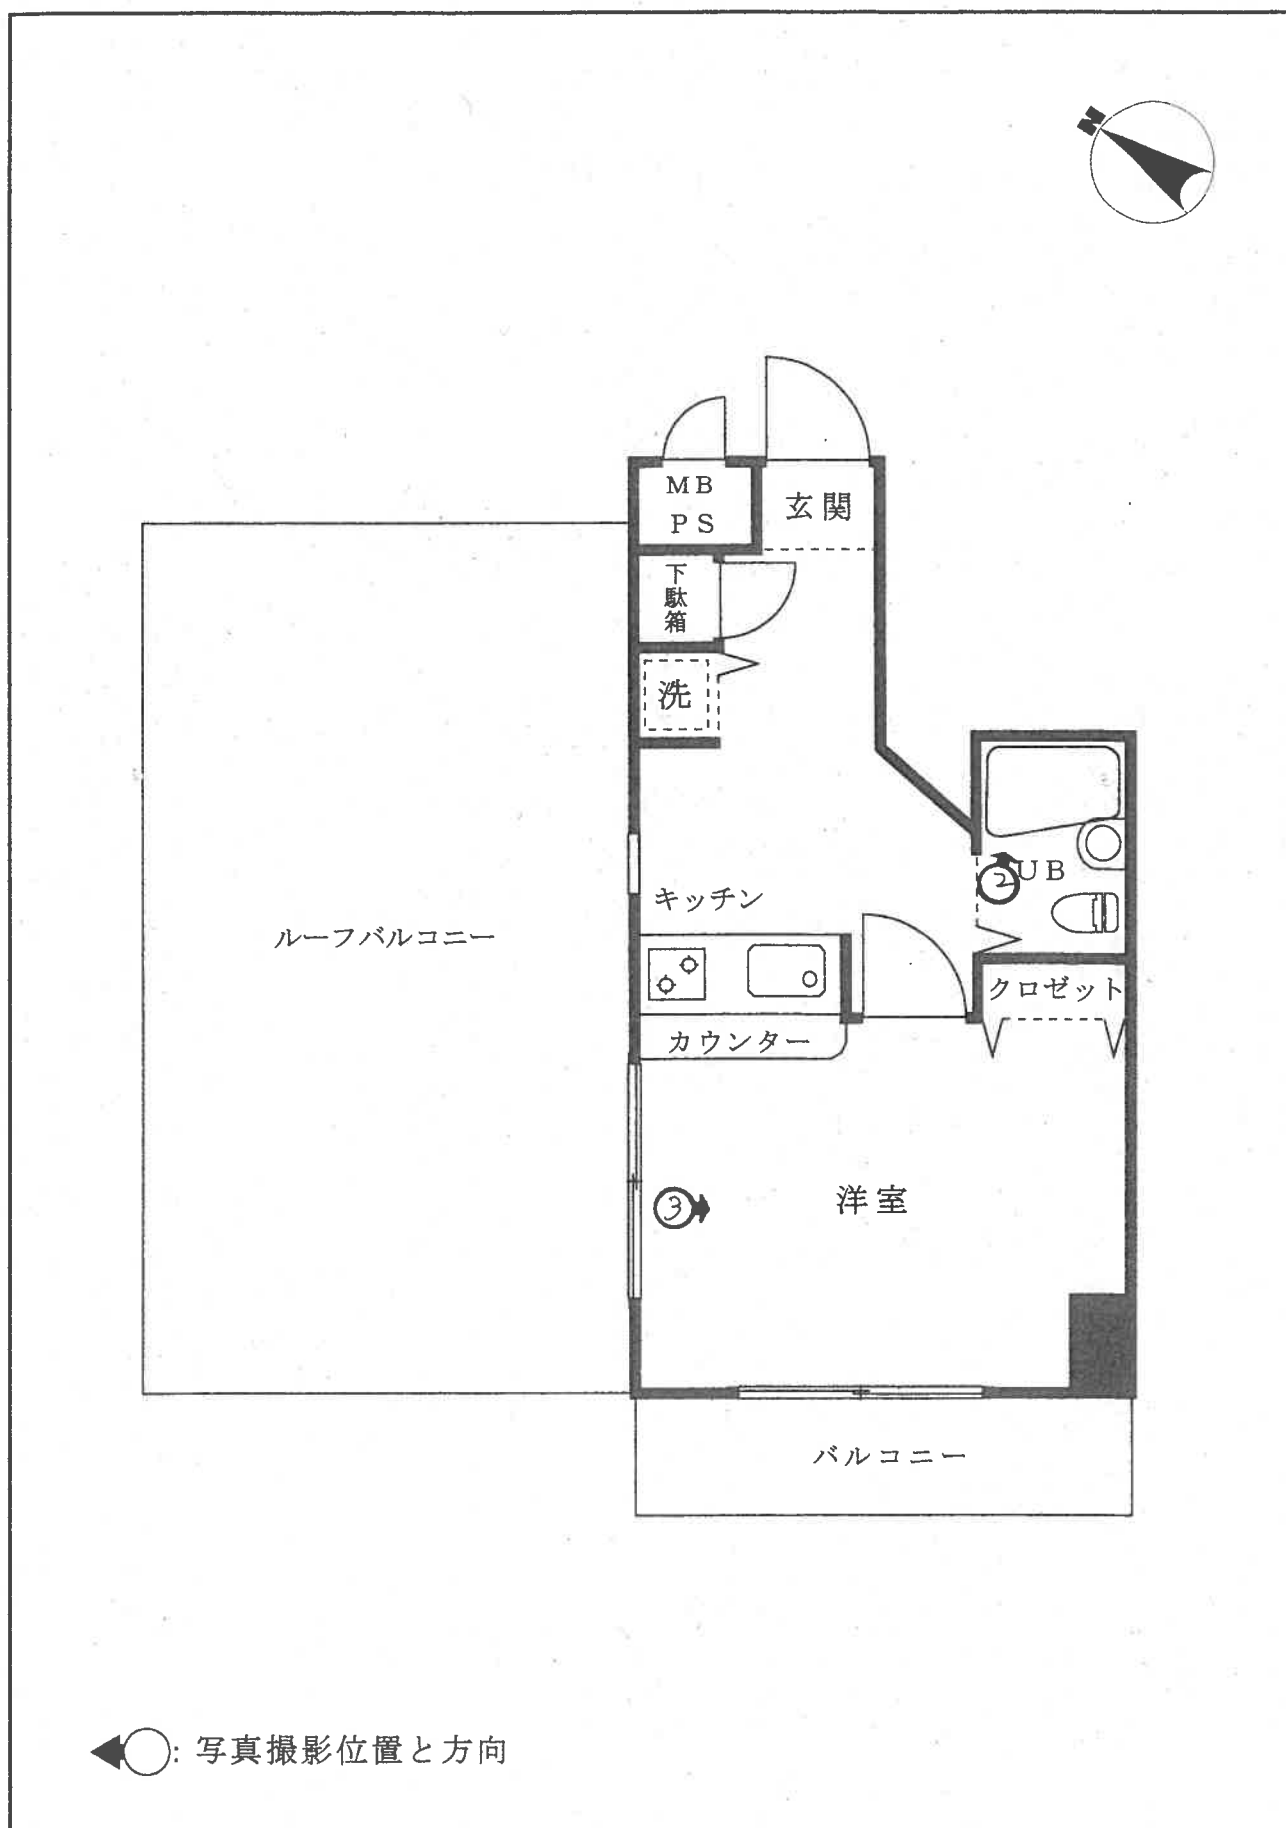 N
MB
PS
玄関
下駄箱
洗
キッチン
② UB
ルーフバルコニー
クロゼット
カウンター
③
洋室
バルコニー
: 写真撮影位置と方向